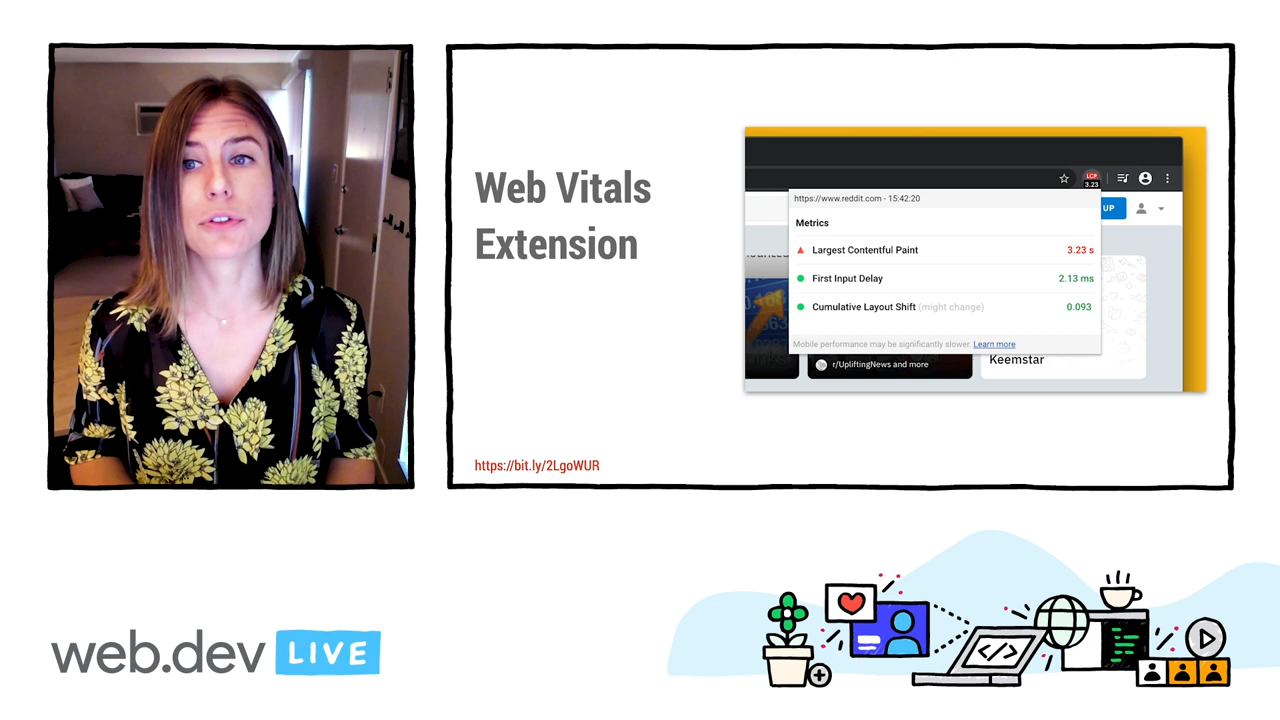 Web Vitals
Extension
https://bit.ly/2LgoWUR
LCP
3.23
https://www.reddit.com - 15:42:20
UP
Metrics
Largest Contentful Paint 3.23 s
First Input Delay 2.13 ms
Cumulative Layout Shift (might change) 0.093
Mobile performance may be significantly slower. Learn more
r/UpliftingNews and more
Keemstar
web.dev LIVE
</>